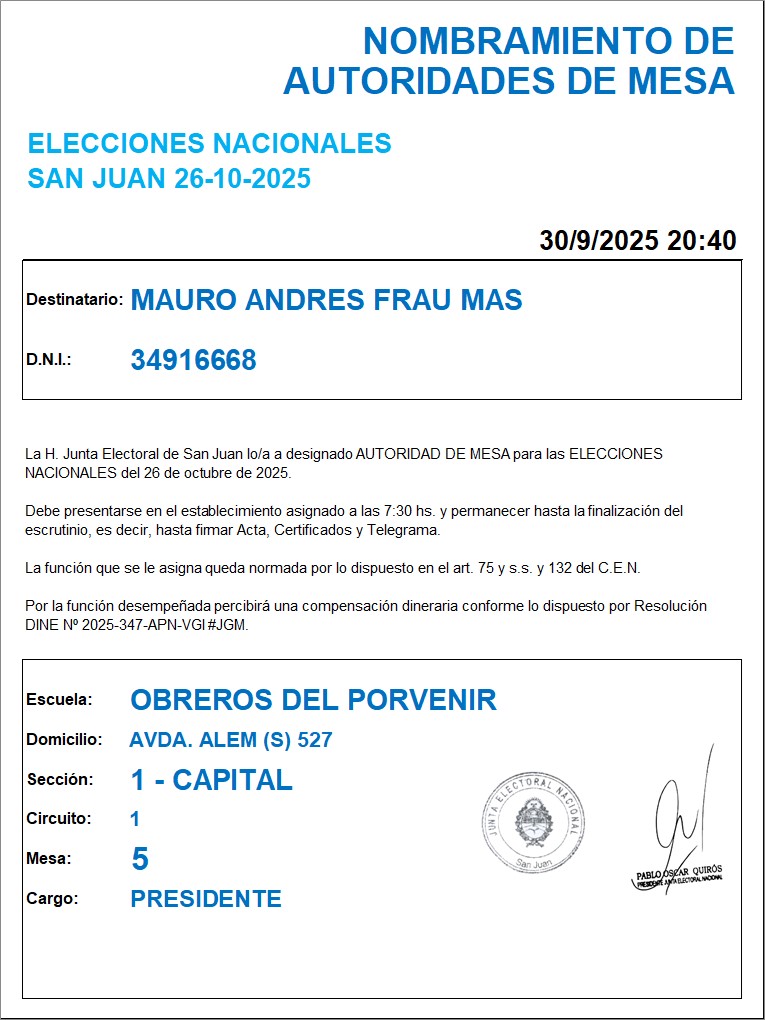 NOMBRAMIENTO DE
AUTORIDADES DE MESA
ELECCIONES NACIONALES
SAN JUAN 26-10-2025
30/9/2025 20:40
Destinatario: MAURO ANDRES FRAU MAS
D.N.I.: 34916668
La H. Junta Electoral de San Juan lo/a a designado AUTORIDAD DE MESA para las ELECCIONES
NACIONALES del 26 de octubre de 2025.
Debe presentarse en el establecimiento asignado a las 7:30 hs. y permanecer hasta la finalización del
escrutinio, es decir, hasta firmar Acta, Certificados y Telegrama.
La función que se le asigna queda normada por lo dispuesto en el art. 75 y s.s. y 132 del C.E.N.
Por la función desempeñada percibirá una compensación dineraria conforme lo dispuesto por Resolución
DINE Nº 2025-347-APN-VGI#JGM.
Escuela: OBREROS DEL PORVENIR
Domicilio: AVDA. ALEM (S) 527
Sección: 1 - CAPITAL
Circuito: 1
Mesa: 5
Cargo: PRESIDENTE
JUNTA ELECTORAL NACIONAL
San Juan
PABLO OSCAR QUIRÓS
PRESIDENTE JUNTA ELECTORAL NACIONAL